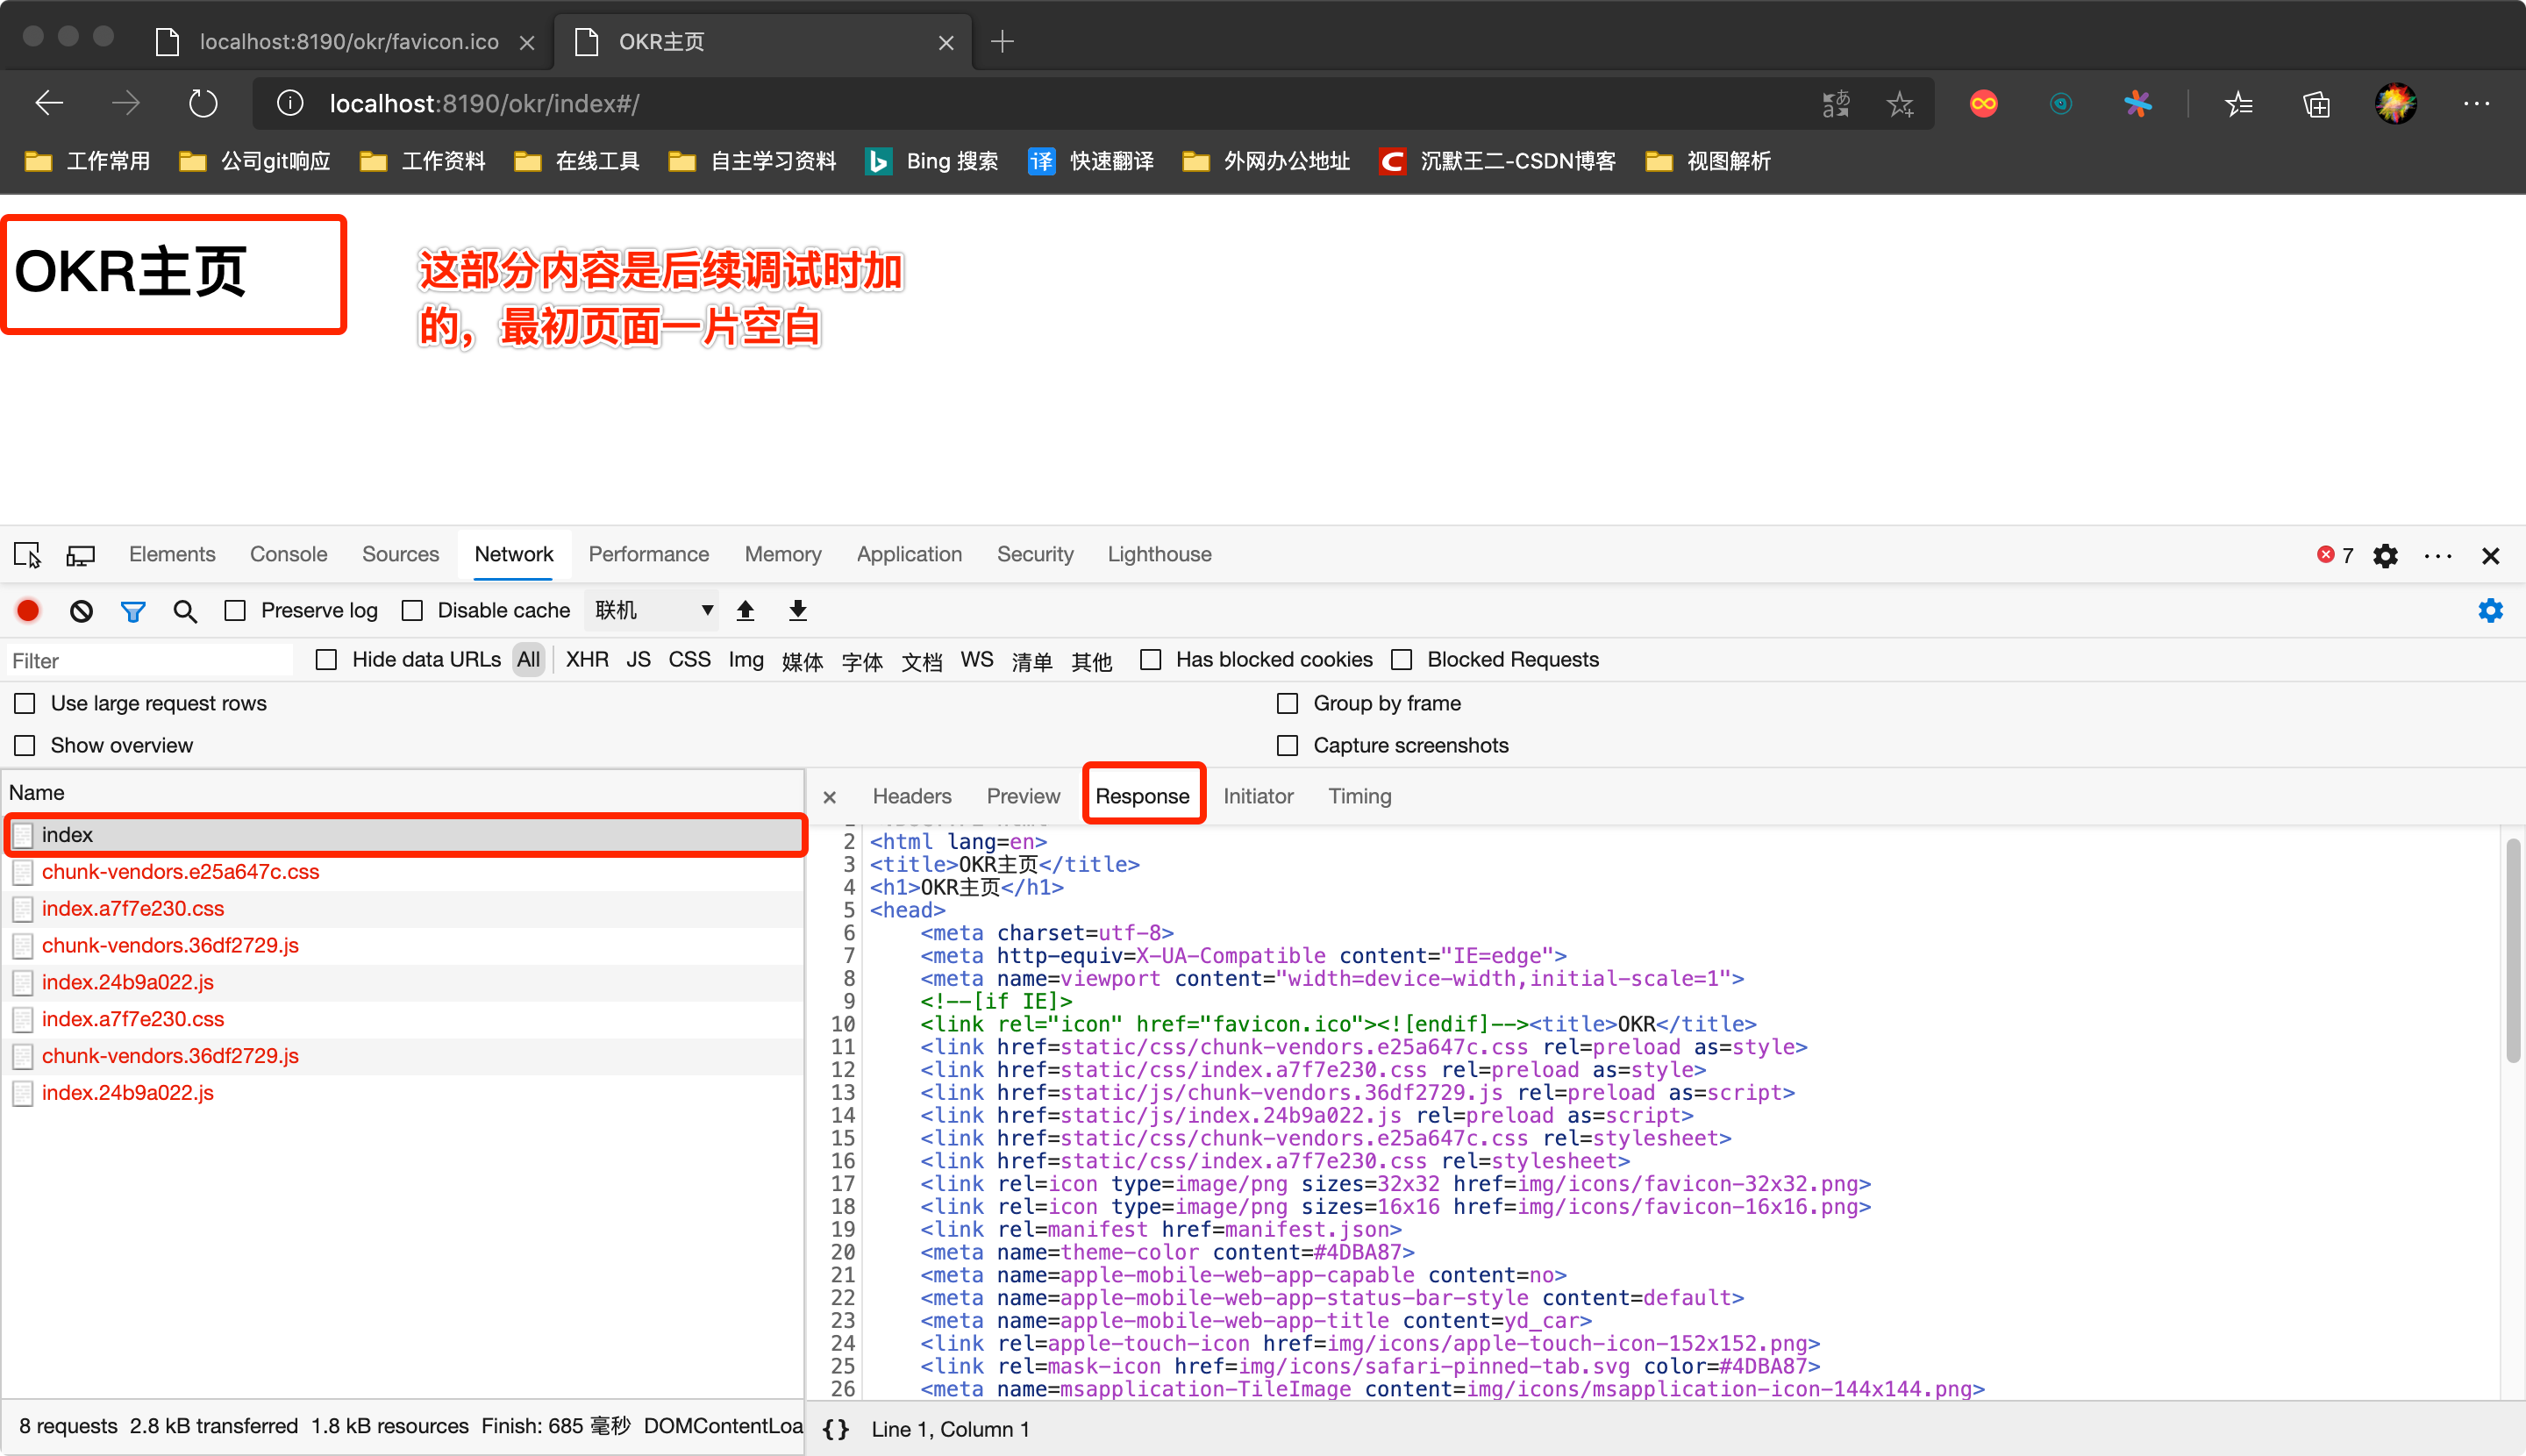 localhost:8190/okr/favicon.ico
OKR主页
localhost:8190/okr/index#/
工作常用 公司git响应 工作资料 在线工具 自主学习资料 Bing 搜索 译 快速翻译 外网办公地址 沉默王二-CSDN博客 视图解析
OKR主页
这部分内容是后续调试时加
的，最初页面一片空白
Elements Console Sources Network Performance Memory Application Security Lighthouse 7
Preserve log Disable cache 联机
Filter Hide data URLs All XHR JS CSS Img 媒体 字体 文档 WS 清单 其他 Has blocked cookies Blocked Requests
Use large request rows Group by frame
Show overview Capture screenshots
Name
index
chunk-vendors.e25a647c.css
index.a7f7e230.css
chunk-vendors.36df2729.js
index.24b9a022.js
index.a7f7e230.css
chunk-vendors.36df2729.js
index.24b9a022.js
8 requests 2.8 kB transferred 1.8 kB resources Finish: 685 毫秒 DOMContentLoa
Headers Preview Response Initiator Timing
2 <html lang=en>
3 <title>OKR主页</title>
4 <h1>OKR主页</h1>
5 <head>
6 <meta charset=utf-8>
7 <meta http-equiv=X-UA-Compatible content="IE=edge">
8 <meta name=viewport content="width=device-width,initial-scale=1">
9 <!--[if IE]>
10 <link rel="icon" href="favicon.ico"><![endif]--><title>OKR</title>
11 <link href=static/css/chunk-vendors.e25a647c.css rel=preload as=style>
12 <link href=static/css/index.a7f7e230.css rel=preload as=style>
13 <link href=static/js/chunk-vendors.36df2729.js rel=preload as=script>
14 <link href=static/js/index.24b9a022.js rel=preload as=script>
15 <link href=static/css/chunk-vendors.e25a647c.css rel=stylesheet>
16 <link href=static/css/index.a7f7e230.css rel=stylesheet>
17 <link rel=icon type=image/png sizes=32x32 href=img/icons/favicon-32x32.png>
18 <link rel=icon type=image/png sizes=16x16 href=img/icons/favicon-16x16.png>
19 <link rel=manifest href=manifest.json>
20 <meta name=theme-color content=#4DBA87>
21 <meta name=apple-mobile-web-app-capable content=no>
22 <meta name=apple-mobile-web-app-status-bar-style content=default>
23 <meta name=apple-mobile-web-app-title content=yd_car>
24 <link rel=apple-touch-icon href=img/icons/apple-touch-icon-152x152.png>
25 <link rel=mask-icon href=img/icons/safari-pinned-tab.svg color=#4DBA87>
26 <meta name=msapplication-TileImage content=img/icons/msapplication-icon-144x144.png>
{} Line 1, Column 1